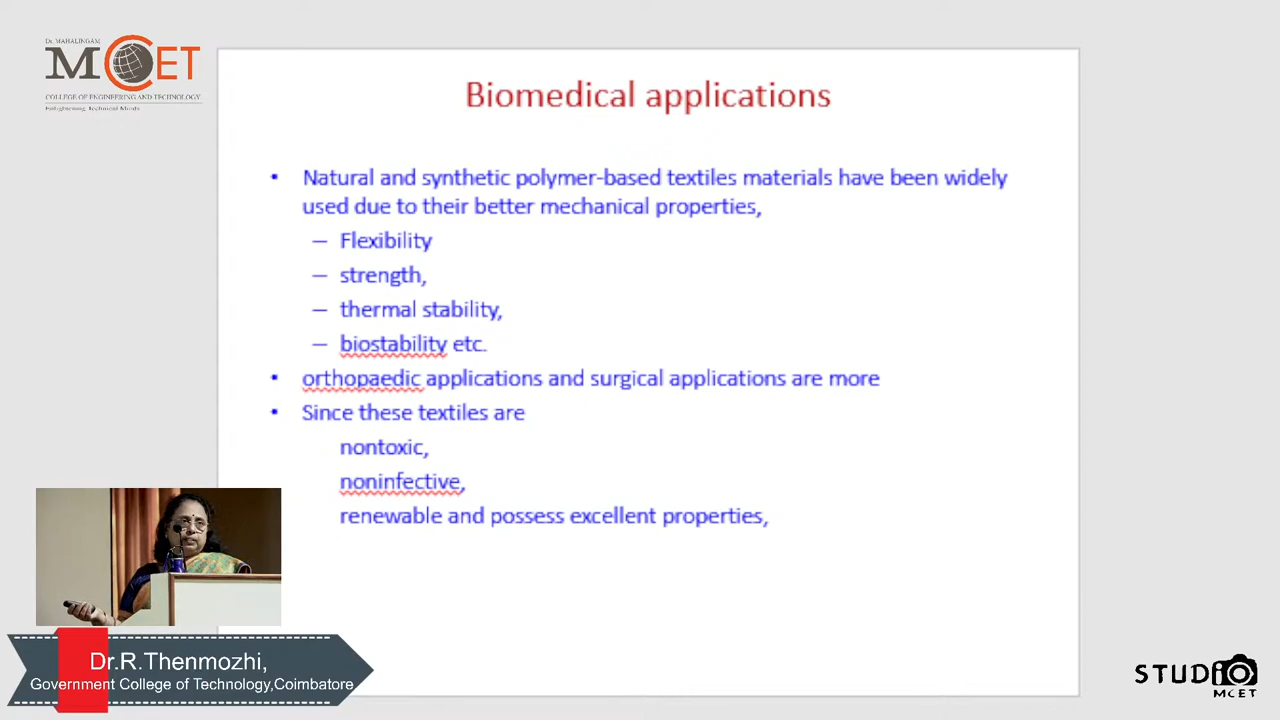 Dr. MAHALINGAM
MCET
COLLEGE OF ENGINEERING AND TECHNOLOGY
Enlightening Technical Minds
Biomedical applications
• Natural and synthetic polymer-based textiles materials have been widely
used due to their better mechanical properties,
– Flexibility
– strength,
– thermal stability,
– biostability etc.
• orthopaedic applications and surgical applications are more
• Since these textiles are
nontoxic,
noninfective,
renewable and possess excellent properties,
Dr.R.Thenmozhi,
Government College of Technology,Coimbatore
STUDIO
MCET